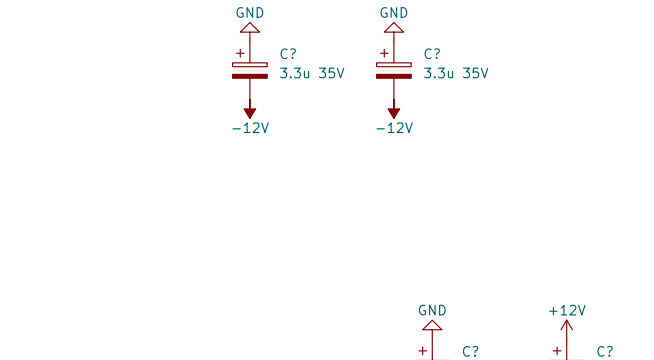 GND GND
+ C? + C?
3.3u 35V 3.3u 35V
-12V -12V
GND +12V
+ C? + C?